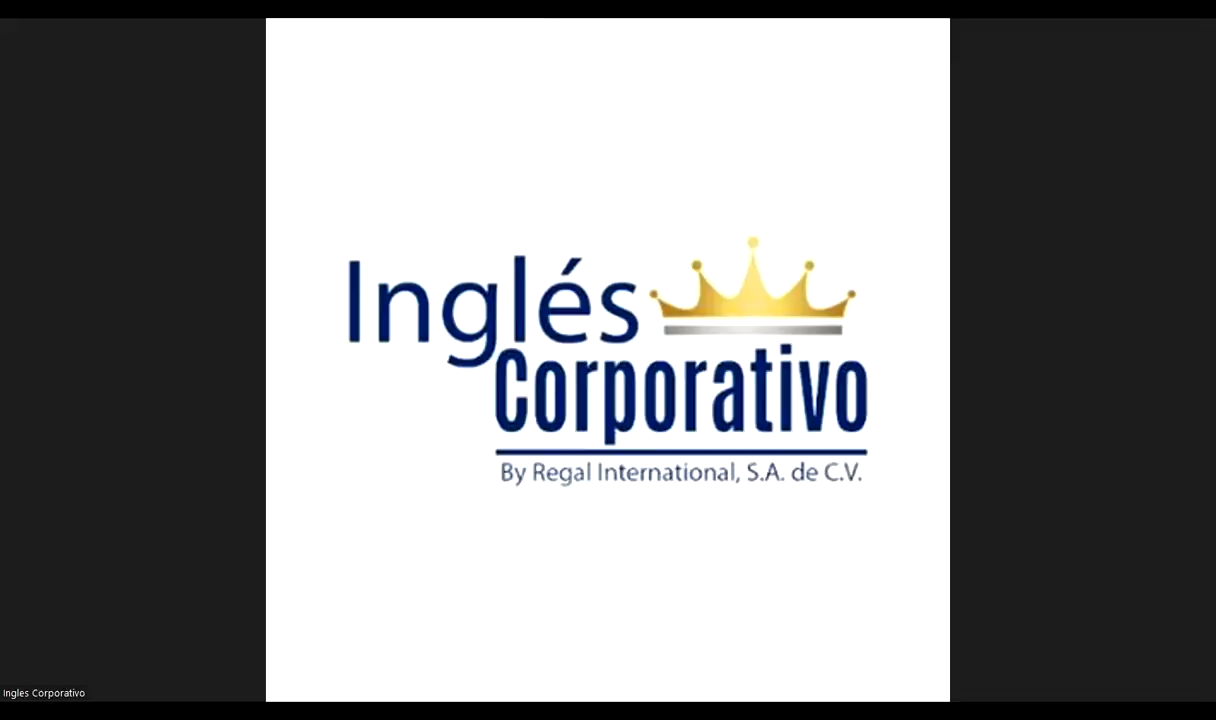 Inglés
Corporativo
By Regal International, S.A. de C.V.
Ingles Corporativo